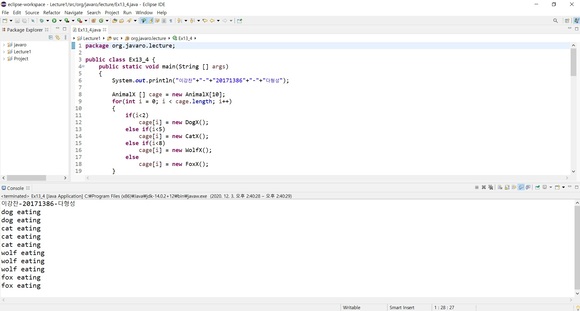 eclipse-workspace - Lecture1/src/org/javaro/lecture/Ex13_4.java - Eclipse IDE
File Edit Source Refactor Navigate Search Project Run Window Help
Package Explorer
Javaro
Lecture1
Project
Ex13_4.java
Lecture1 src org.javaro.lecture Ex13_4
1 package org.javaro.lecture;
2
3 public class Ex13_4 {
4 public static void main(String [] args)
5 {
6 System.out.println("이강찬"+"-"+"20171386"+"-"+"다형성");
7
8 AnimalX [] cage = new AnimalX[10];
9 for(int i = 0; i < cage.length; i++)
10 {
11 if(i<2)
12 cage[i] = new DogX();
13 else if(i<5)
14 cage[i] = new CatX();
15 else if(i<8)
16 cage[i] = new WolfX();
17 else
18 cage[i] = new FoxX();
19 }
Console
<terminated> Ex13_4 [Java Application] C:\Program Files (x86)\Java\jdk-14.0.2+12\bin\javaw.exe (2020. 12. 3. 오후 2:40:28 – 오후 2:40:29)
이강찬-20171386-다형성
dog eating
dog eating
cat eating
cat eating
cat eating
wolf eating
wolf eating
wolf eating
fox eating
fox eating
Writable Smart Insert 1 : 28 : 27